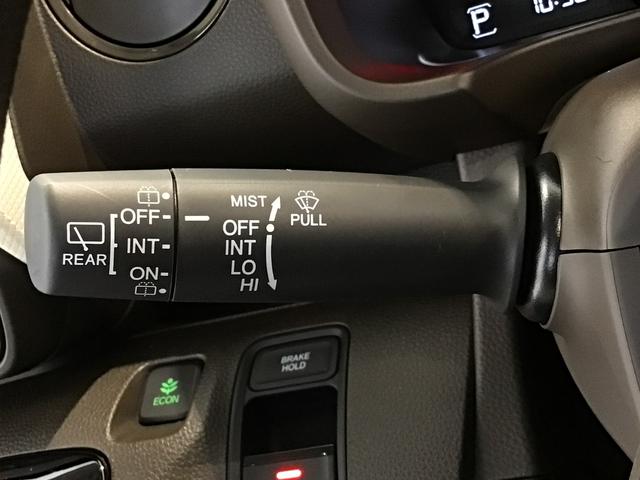 P
OFF
INT
ON
REAR
MIST
OFF
INT
LO
HI
PULL
BRAKE
HOLD
ECON